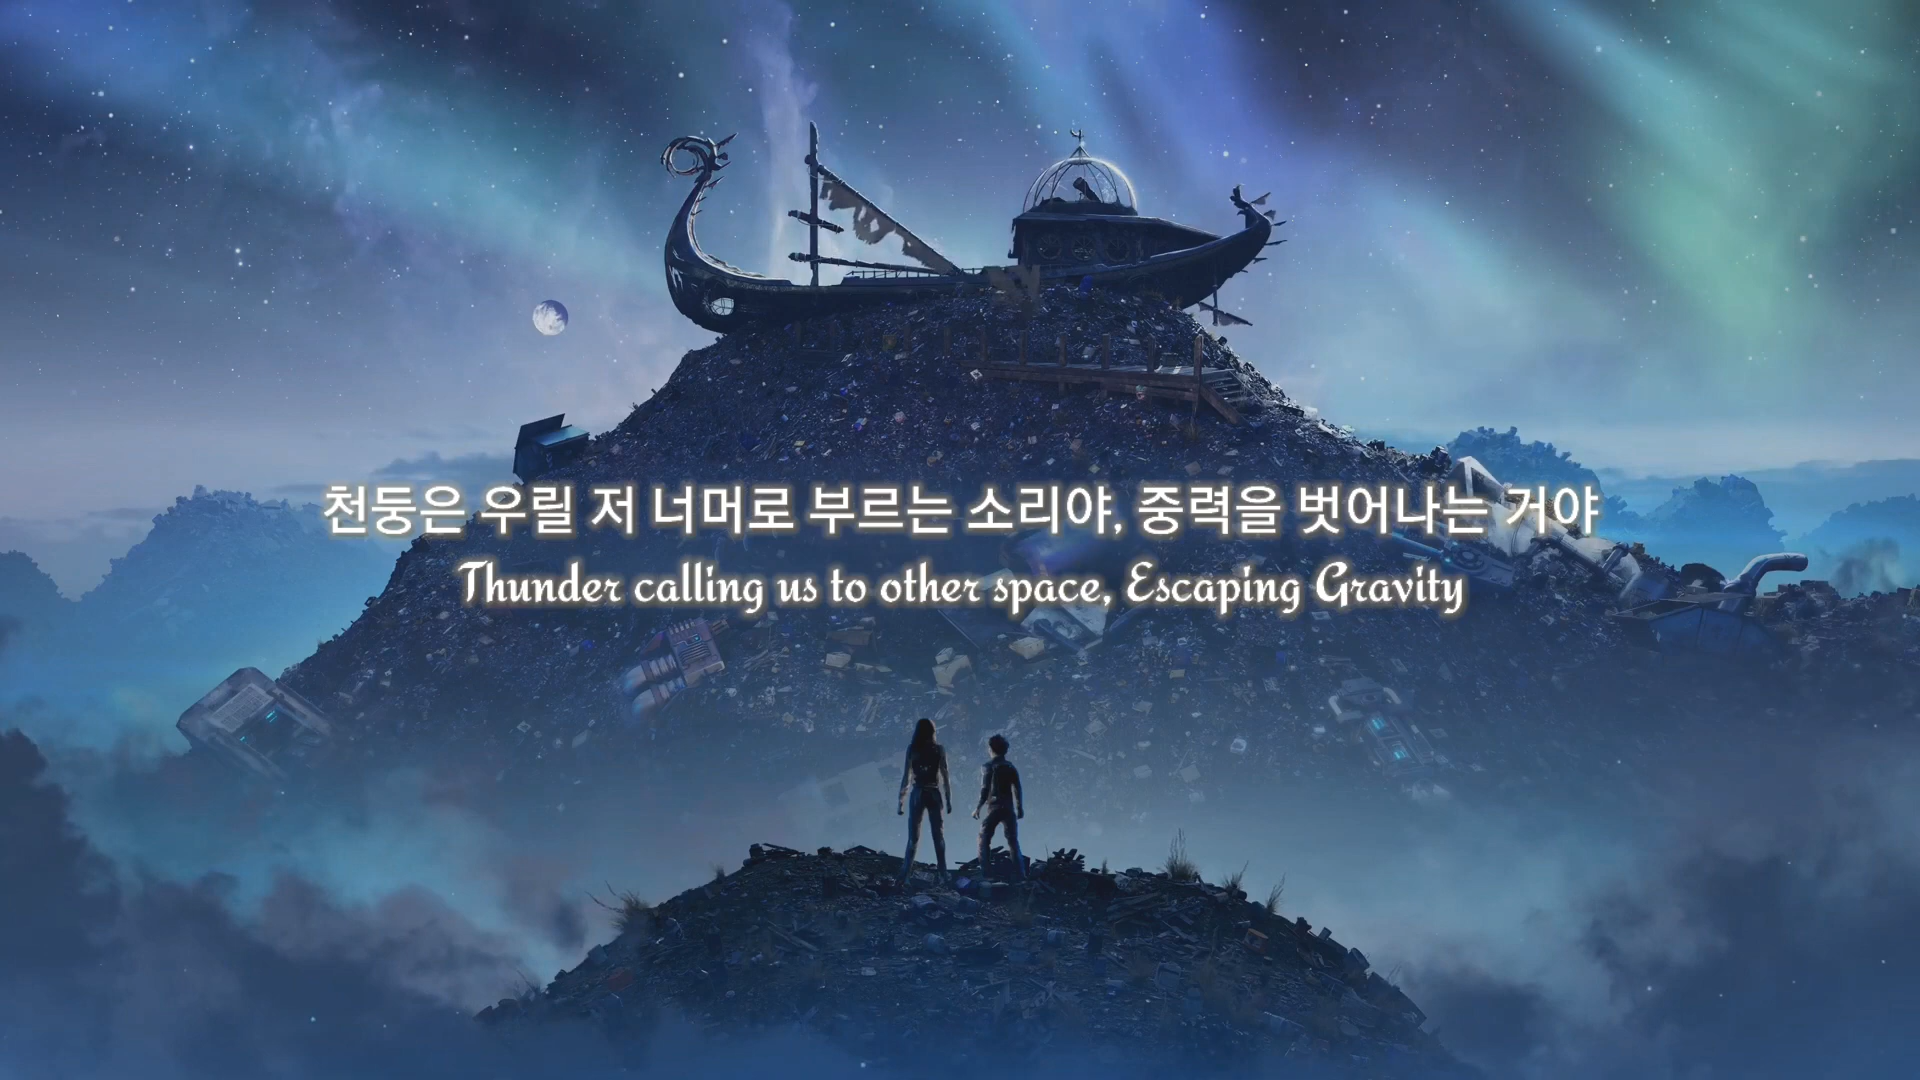 천둥은 우릴 저 너머로 부르는 소리야, 중력을 벗어나는 거야
Thunder calling us to other space, Escaping Gravity